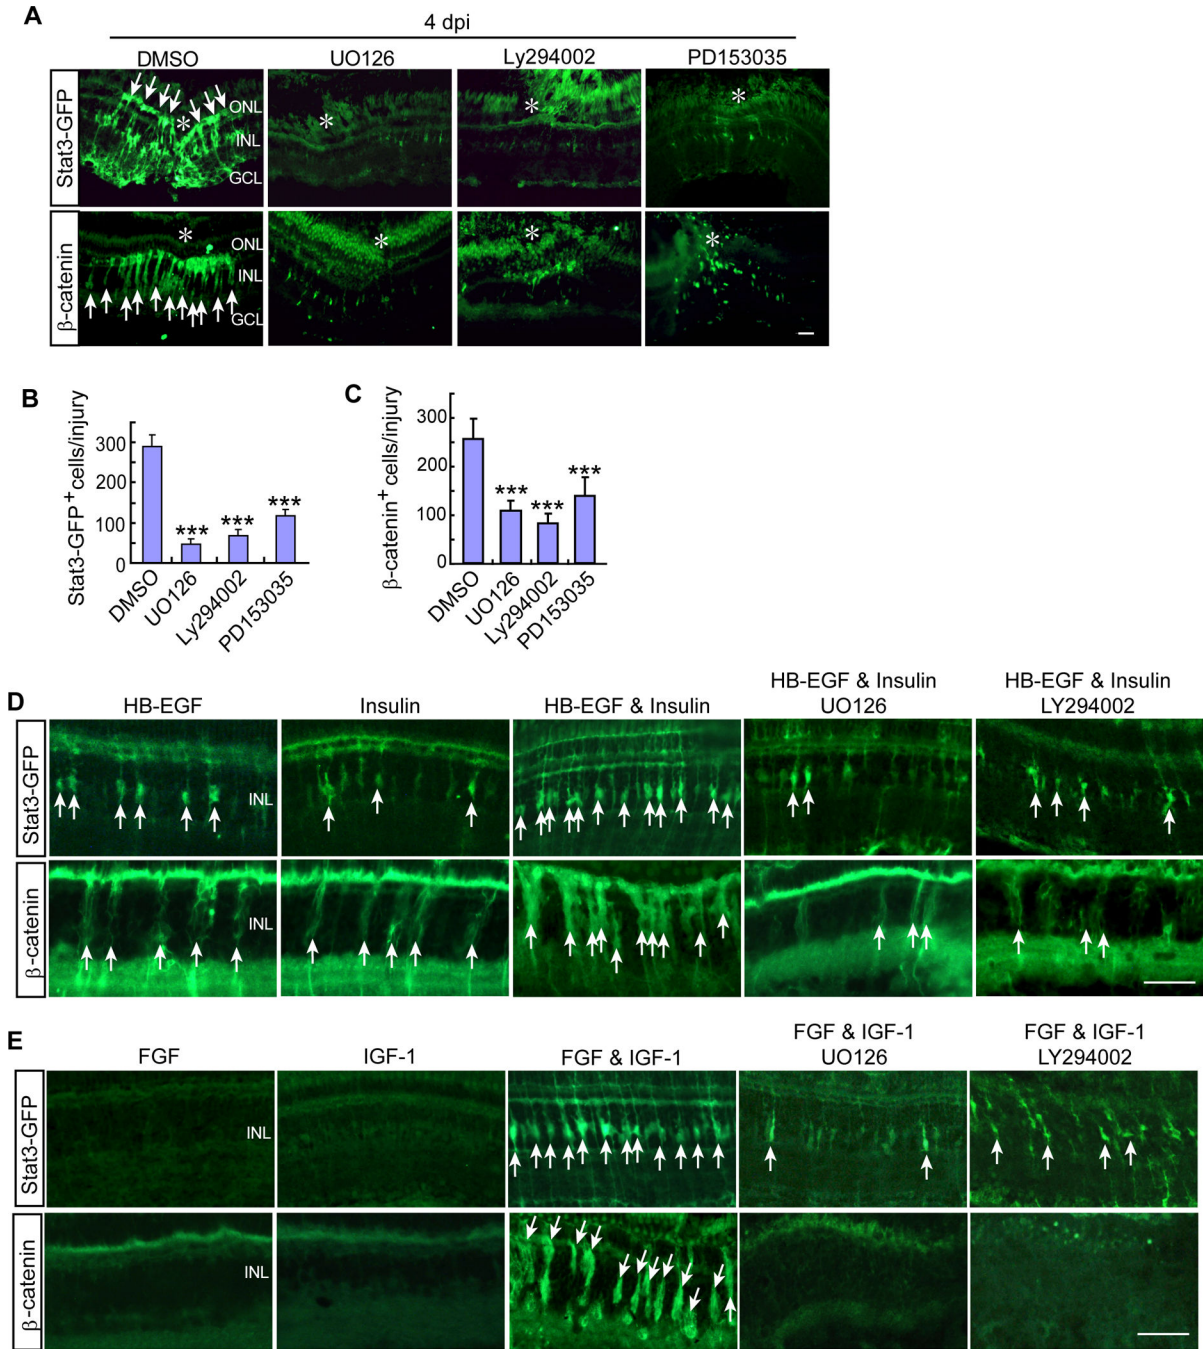 A
4 dpi
DMSO UO126 Ly294002 PD153035
Stat3-GFP
ONL
INL
GCL
β-catenin
ONL
INL
GCL
B
Stat3-GFP+ cells/injury
300
200
100
0
*** *** ***
DMSO UO126 Ly294002 PD153035
C
β-catenin+ cells/injury
300
200
100
0
*** *** ***
DMSO UO126 Ly294002 PD153035
D
HB-EGF Insulin HB-EGF & Insulin HB-EGF & Insulin UO126 HB-EGF & Insulin LY294002
Stat3-GFP
INL
β-catenin
INL
E
FGF IGF-1 FGF & IGF-1 FGF & IGF-1 UO126 FGF & IGF-1 LY294002
Stat3-GFP
INL
β-catenin
INL